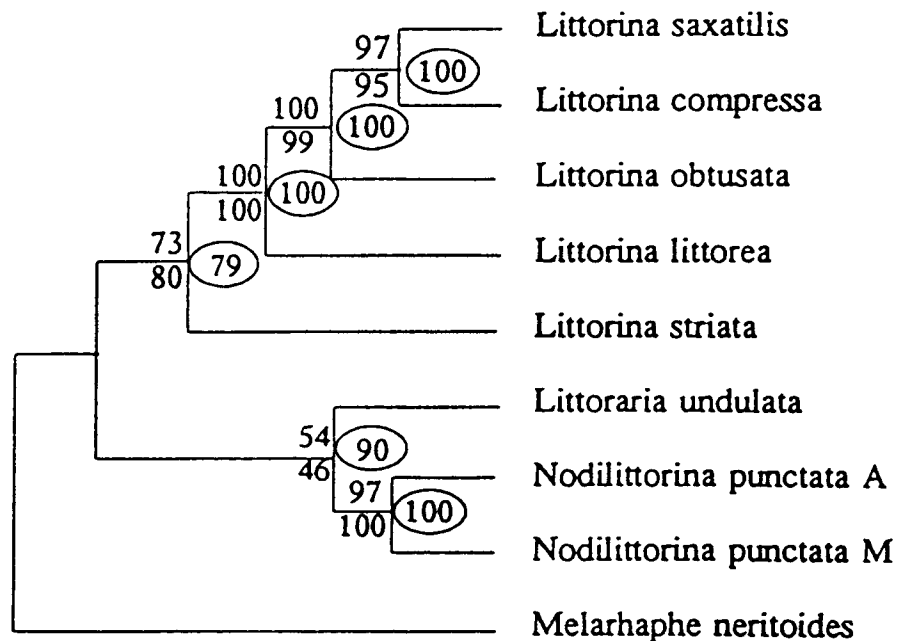 Littorina saxatilis
97
100
95
Littorina compressa
100
100
99
Littorina obtusata
100
100
100
Littorina littorea
73
79
80
Littorina striata
Littoraria undulata
54
90
46
Nodilittorina punctata A
97
100
100
Nodilittorina punctata M
Melarhaphe neritoides